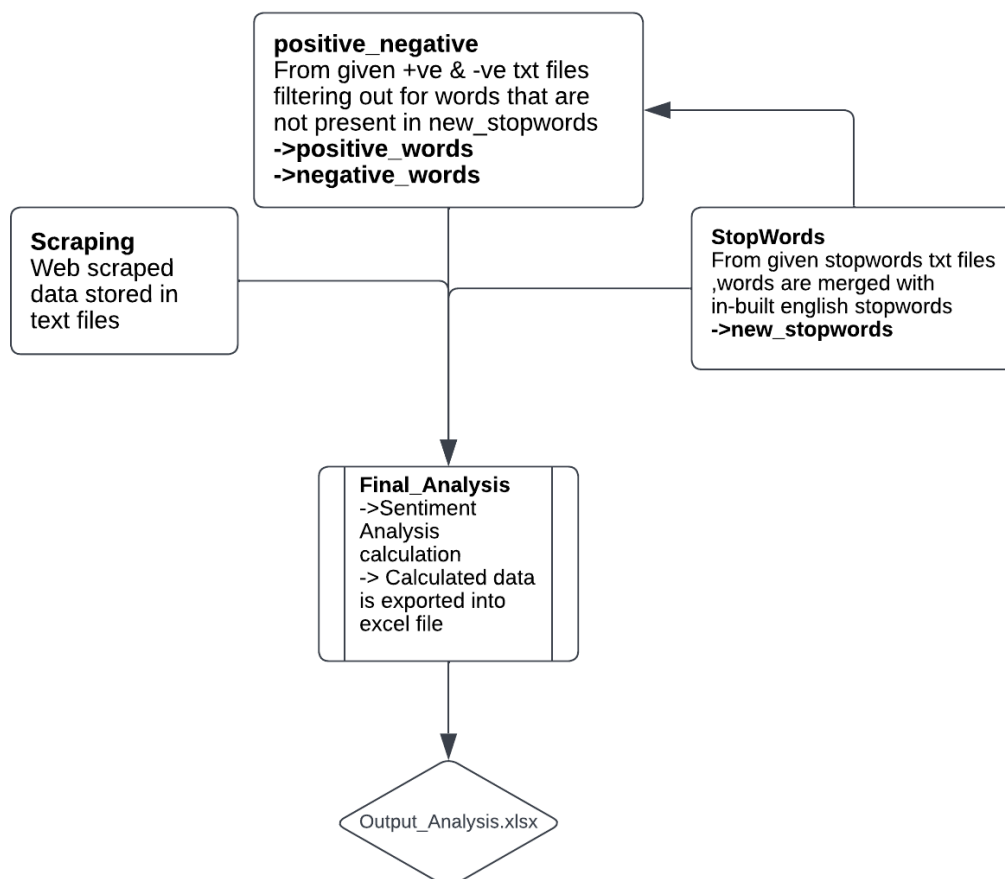 positive_negative
From given +ve & -ve txt files
filtering out for words that are
not present in new_stopwords
->positive_words
->negative_words
Scraping
Web scraped
data stored in
text files
StopWords
From given stopwords txt files
,words are merged with
in-built english stopwords
->new_stopwords
Final_Analysis
->Sentiment
Analysis
calculation
-> Calculated data
is exported into
excel file
Output_Analysis.xlsx